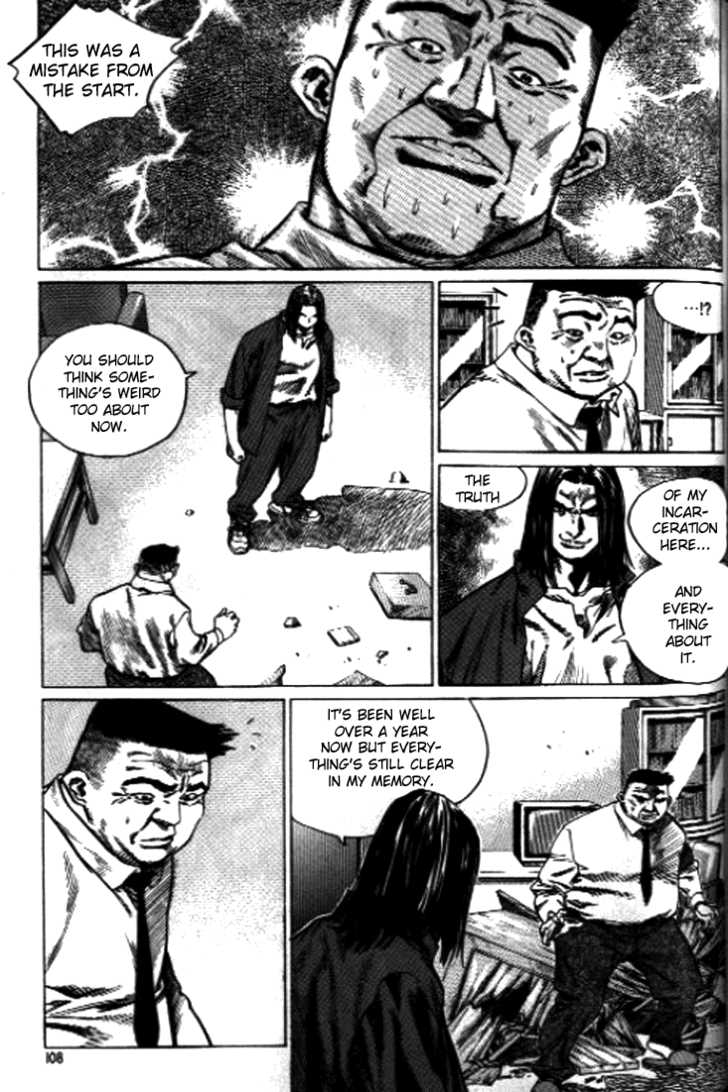 THIS WAS A
MISTAKE FROM
THE START.
YOU SHOULD
THINK SOME-
THING'S WEIRD
TOO ABOUT
NOW.
...!?
THE
TRUTH
OF MY
INCAR-
CERATION
HERE...
AND
EVERY-
THING
ABOUT
IT.
IT'S BEEN WELL
OVER A YEAR
NOW BUT EVERY-
THING'S STILL CLEAR
IN MY MEMORY.
108